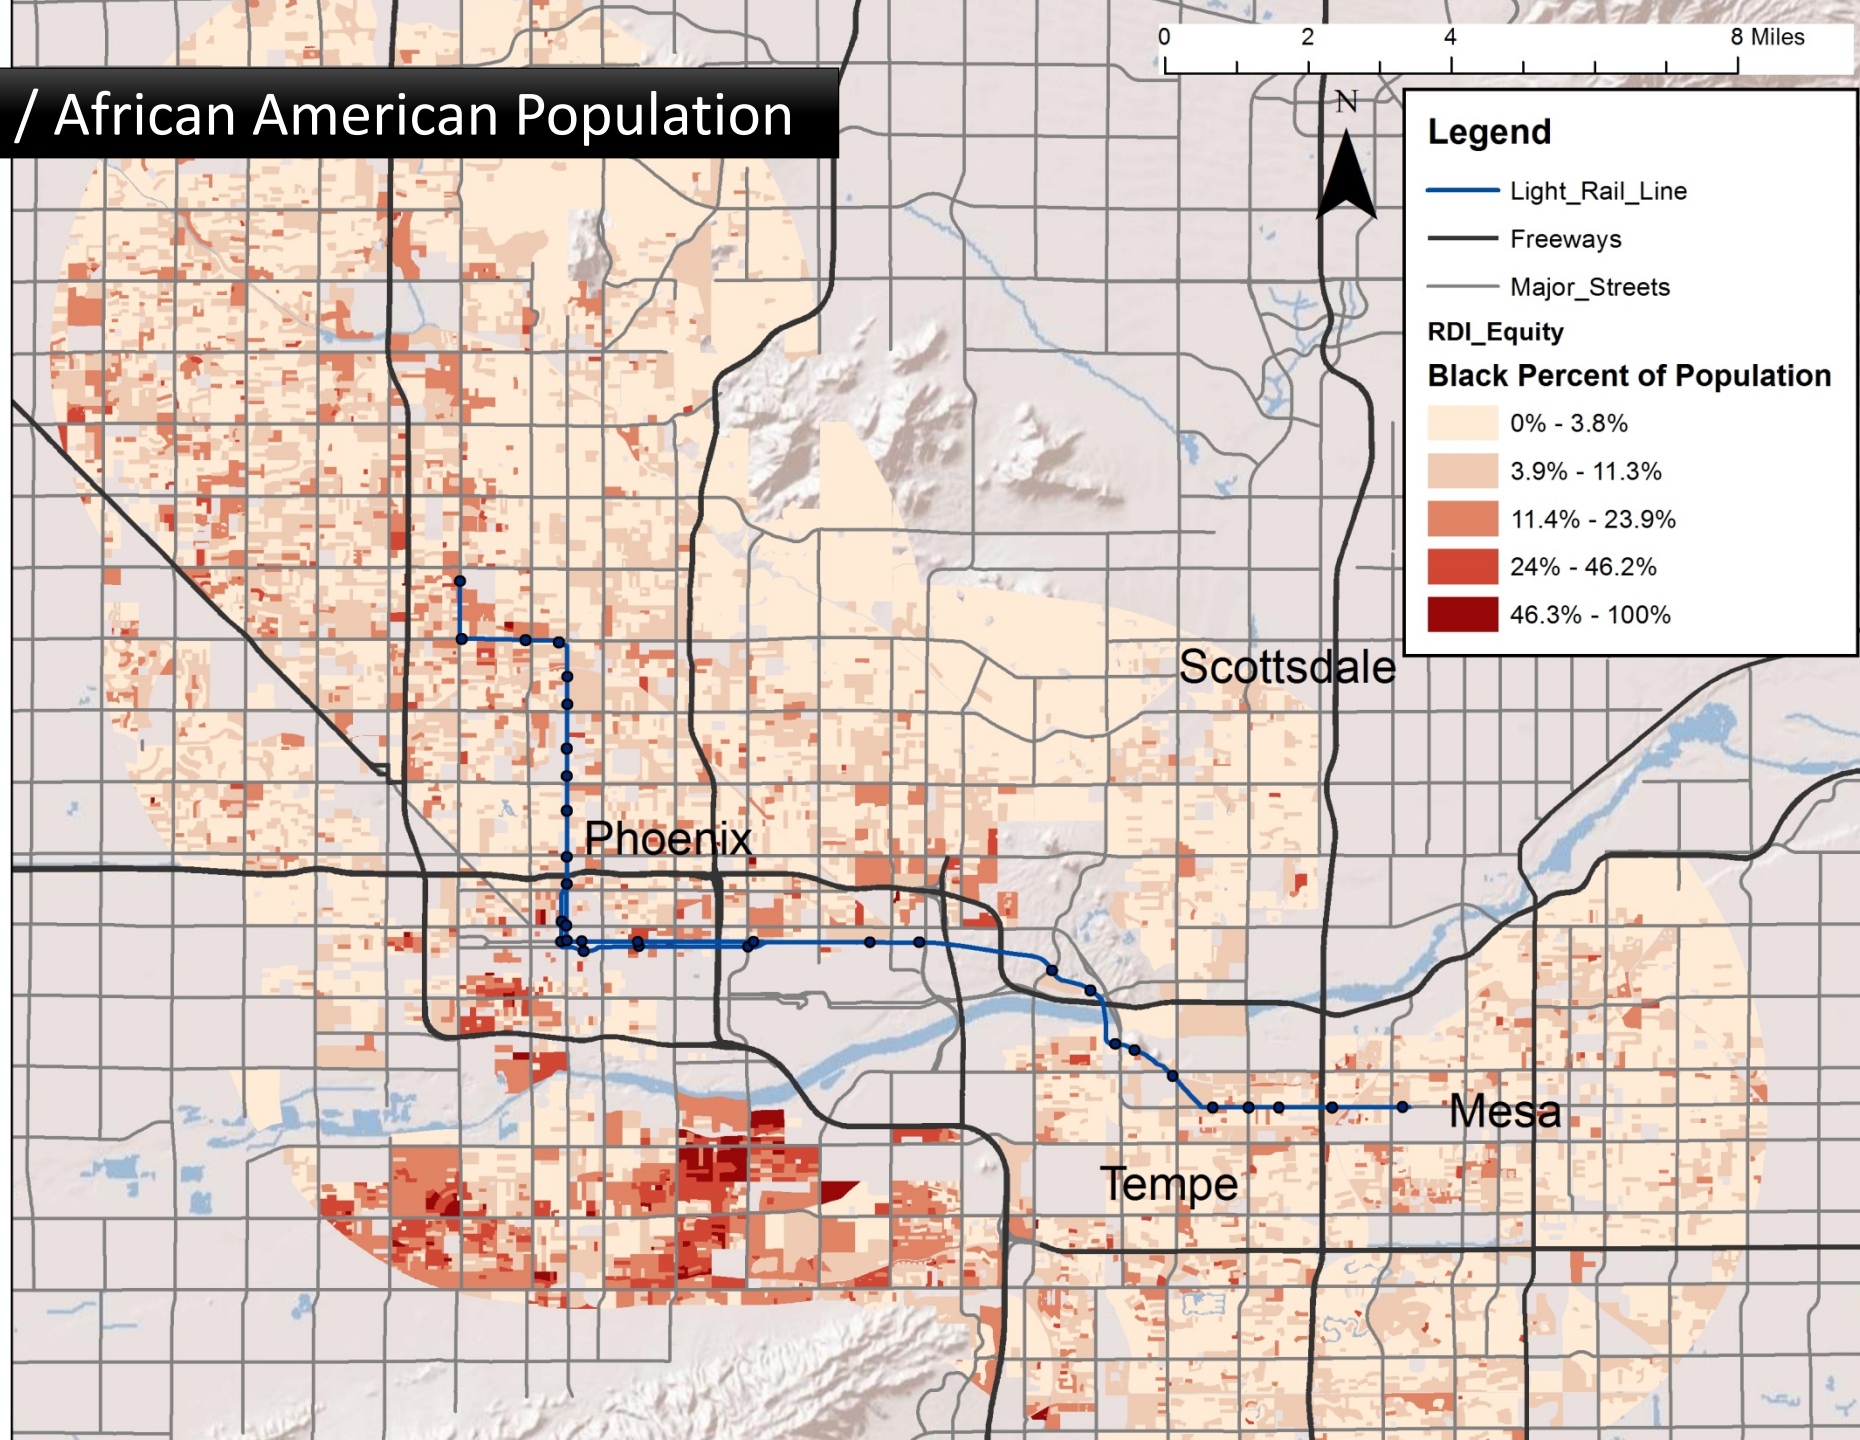 0 2 4 8 Miles
/ African American Population
N
Legend
Light_Rail_Line
Freeways
Major_Streets
RDI_Equity
Black Percent of Population
0% - 3.8%
3.9% - 11.3%
11.4% - 23.9%
24% - 46.2%
46.3% - 100%
Scottsdale
Phoenix
Mesa
Tempe